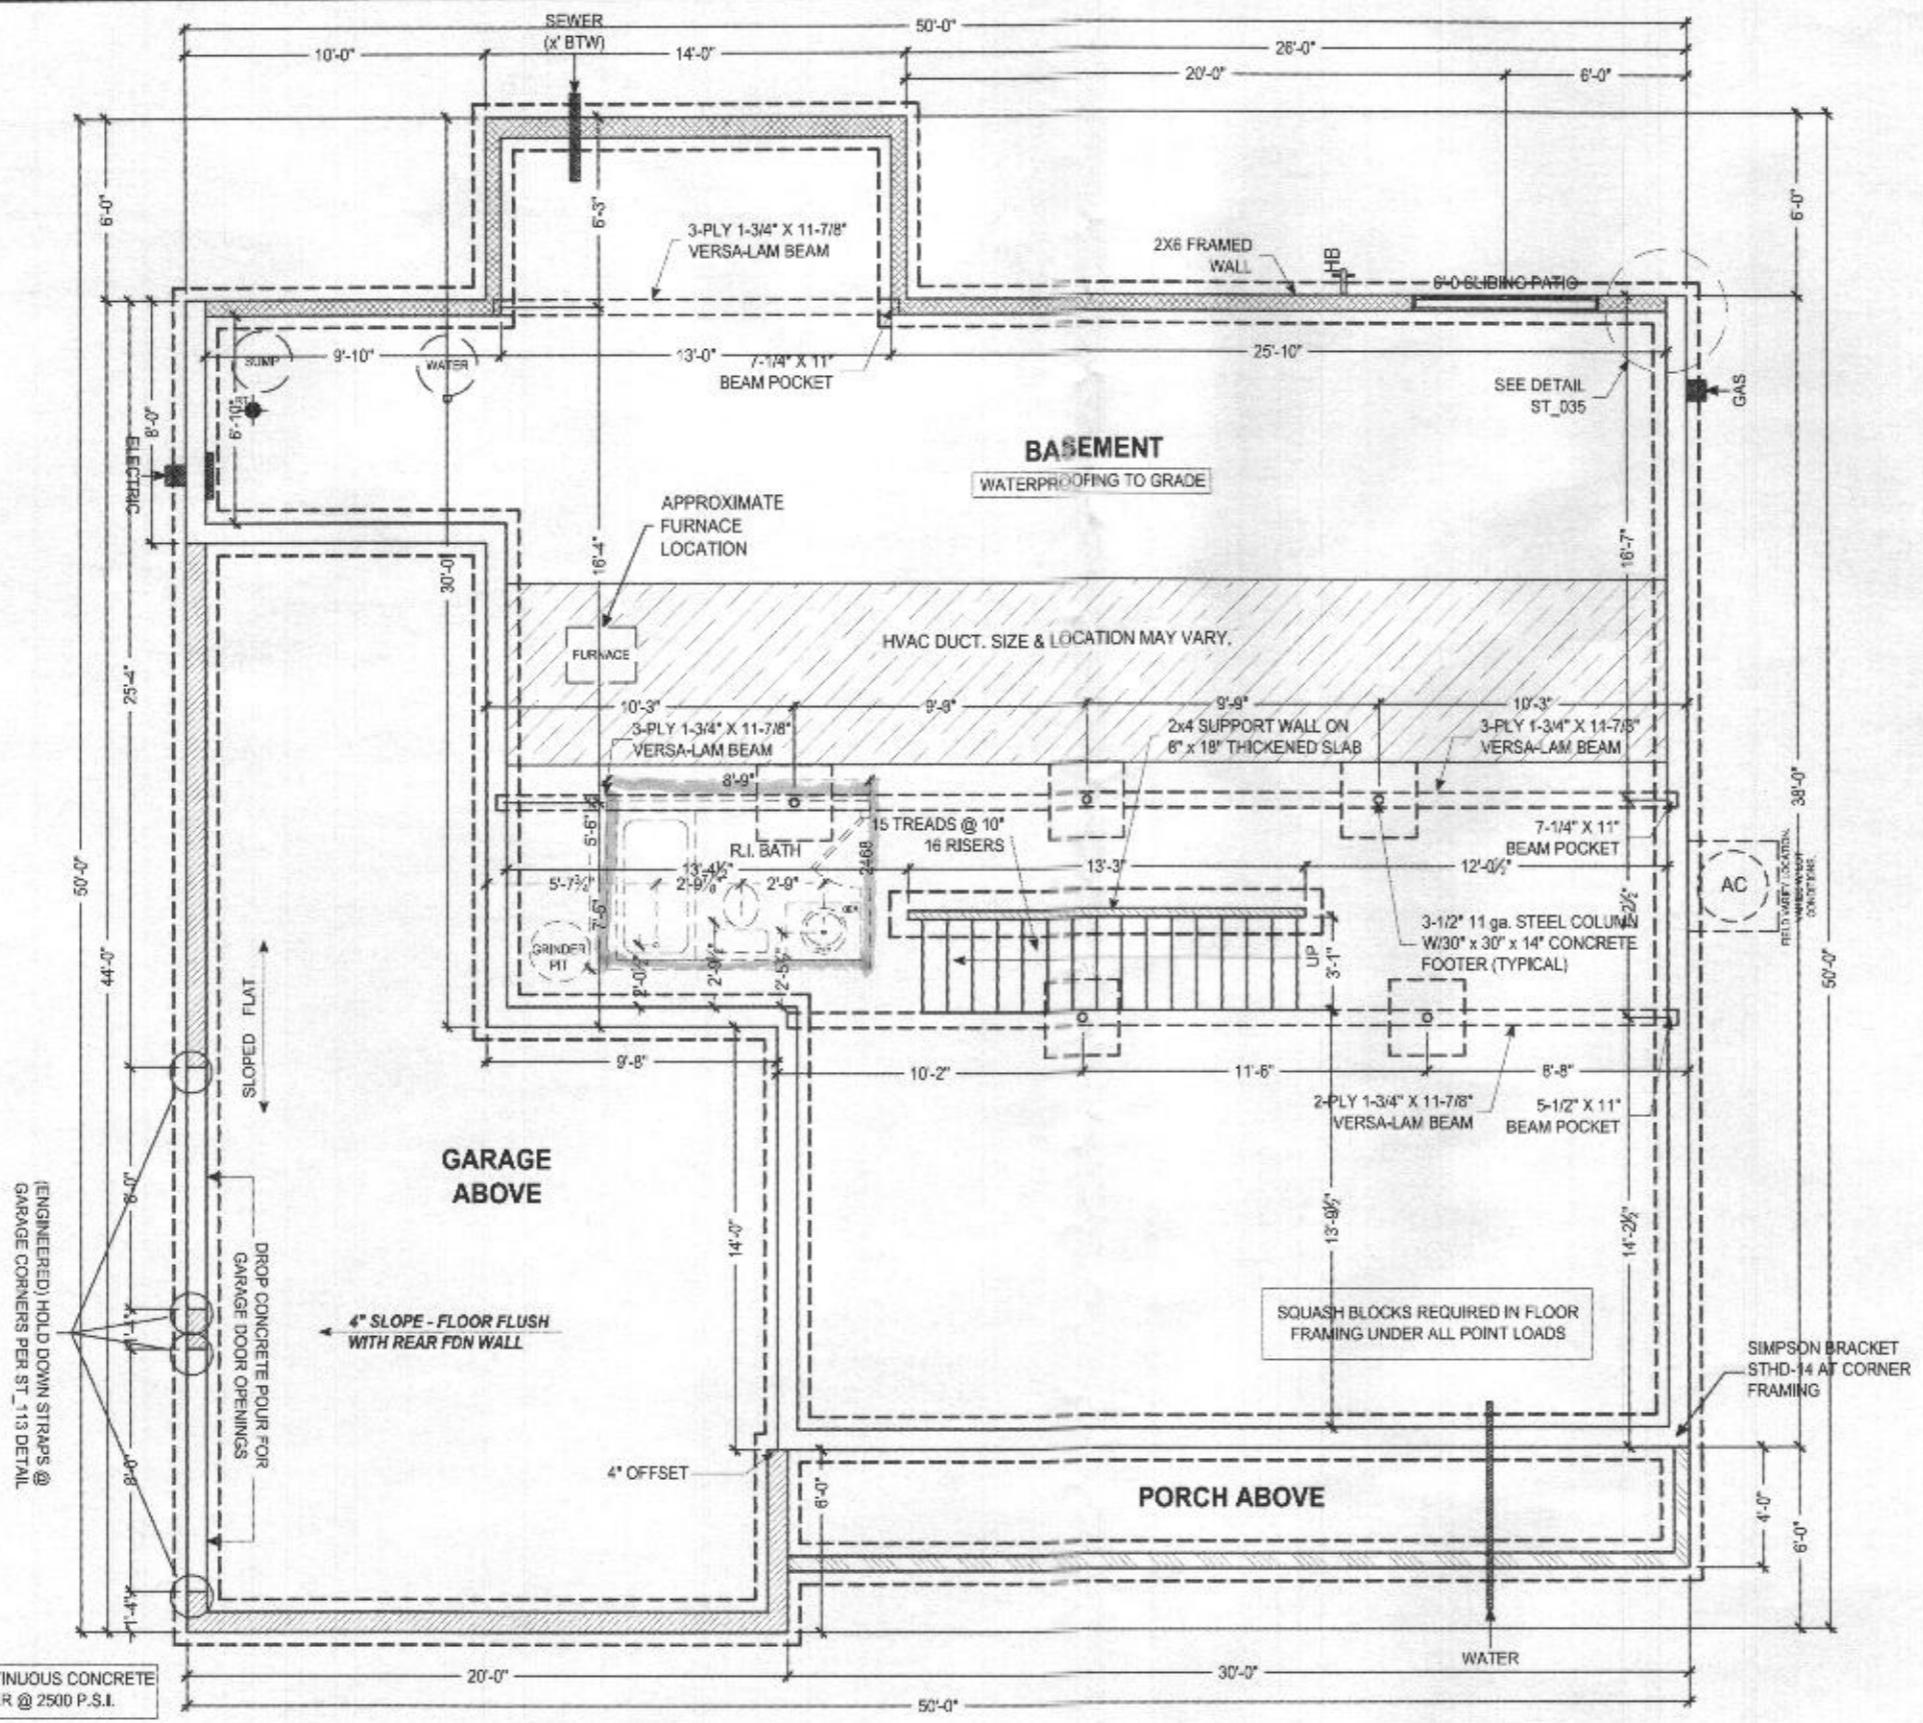 SEWER
(x' BTW)
50'-0"
10'-0"
14'-0"
26'-0"
20'-0"
6'-0"
6'-0"
6'-3"
6'-0"
3-PLY 1-3/4" X 11-7/8"
VERSA-LAM BEAM
2X6 FRAMED
WALL
HB
6'-0 SLIDING PATIO
SUMP
9'-10"
WATER
13'-0"
7-1/4" X 11"
BEAM POCKET
25'-10"
SEE DETAIL
ST_035
GAS
8'-0"
6'-10"
ELECTRIC
BASEMENT
WATERPROOFING TO GRADE
APPROXIMATE
FURNACE
LOCATION
30'-0"
16'-4"
16'-7"
FURNACE
HVAC DUCT. SIZE & LOCATION MAY VARY.
25'-4"
10'-3"
9'-9"
10'-3"
3-PLY 1-3/4" X 11-7/8"
VERSA-LAM BEAM
2x4 SUPPORT WALL ON
6" x 18" THICKENED SLAB
3-PLY 1-3/4" X 11-7/8"
VERSA-LAM BEAM
8'-9"
38'-0"
5'-6"
15 TREADS @ 10"
16 RISERS
7-1/4" X 11"
BEAM POCKET
R.I. BATH
2468
50'-0"
13'-4½"
13'-3"
12'-0½"
2'-9"
AC
FIELD VARIFY LOCATION.
CONDITIONS.
7'-6"
3-1/2" 11 ga. STEEL COLUMN
W/30" x 30" x 14" CONCRETE
FOOTER (TYPICAL)
GRINDER
PIT
UP
3'-1"
44'-0"
50'-0"
SLOPED FLAT
9'-8"
10'-2"
11'-6"
8'-8"
2-PLY 1-3/4" X 11-7/8"
VERSA-LAM BEAM
5-1/2" X 11"
BEAM POCKET
GARAGE
ABOVE
8'-0"
14'-0"
13'-9½"
14'-2½"
(ENGINEERED) HOLD DOWN STRAPS @
GARAGE CORNERS PER ST_113 DETAIL
DROP CONCRETE POUR FOR
GARAGE DOOR OPENINGS
4" SLOPE - FLOOR FLUSH
WITH REAR FDN WALL
SQUASH BLOCKS REQUIRED IN FLOOR
FRAMING UNDER ALL POINT LOADS
1'-4"
SIMPSON BRACKET
STHD-14 AT CORNER
FRAMING
8'-0"
4" OFFSET
6'-0"
PORCH ABOVE
4'-0"
6'-0"
1'-4"
WATER
TINUOUS CONCRETE
R @ 2500 P.S.I.
20'-0"
30'-0"
50'-0"